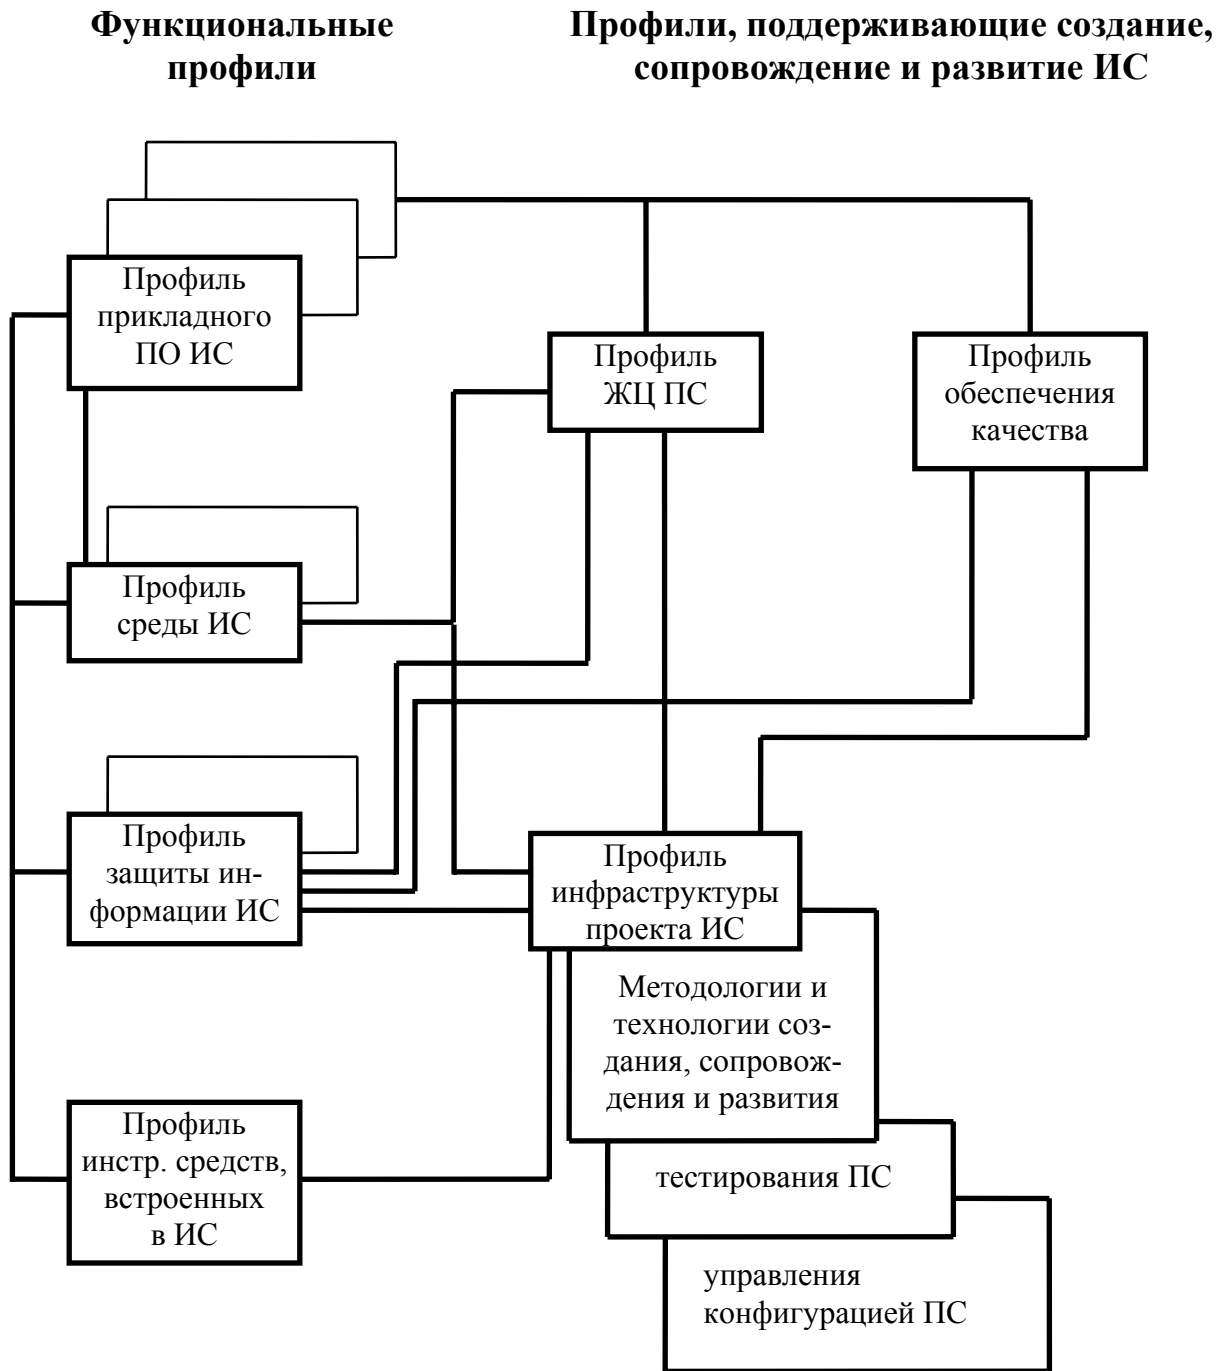 Функциональные
профили
Профили, поддерживающие создание,
сопровождение и развитие ИС
Профиль
прикладного
ПО ИС
Профиль
ЖЦ ПС
Профиль
обеспечения
качества
Профиль
среды ИС
Профиль
защиты ин-
формации ИС
Профиль
инфраструктуры
проекта ИС
Методологии и
технологии соз-
дания, сопровож-
дения и развития
Профиль
инстр. средств,
встроенных
в ИС
тестирования ПС
управления
конфигурацией ПС